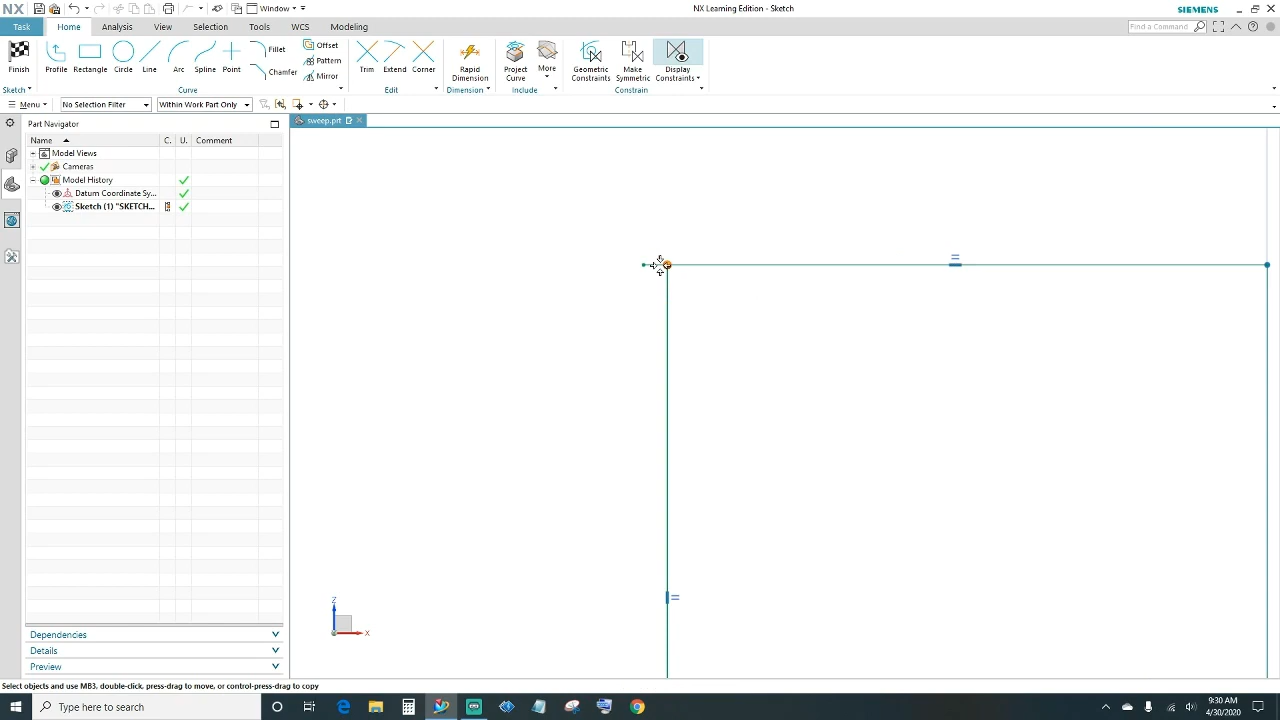 NX
Window
NX Learning Edition - Sketch
SIEMENS
Task
Home
Analysis
View
Selection
Tools
WCS
Modeling
Find a Command
Finish
Profile
Rectangle
Circle
Line
Arc
Spline
Point
Fillet
Chamfer
Offset
Pattern
Mirror
Trim
Extend
Corner
Rapid
Dimension
Project
Curve
More
Geometric
Constraints
Make
Symmetric
Display
Constraints
Sketch
Curve
Edit
Dimension
Include
Constrain
Menu
No Selection Filter
Within Work Part Only
Part Navigator
sweep.prt
Name
C.
U.
Comment
Model Views
Cameras
Model History
Datum Coordinate Sy...
Sketch (1) "SKETCH...
Z
X
Dependencies
Details
Preview
Select objects and use MB3, double-click, press-drag to move, or control-press-drag to copy
Type here to search
9:30 AM
4/30/2020